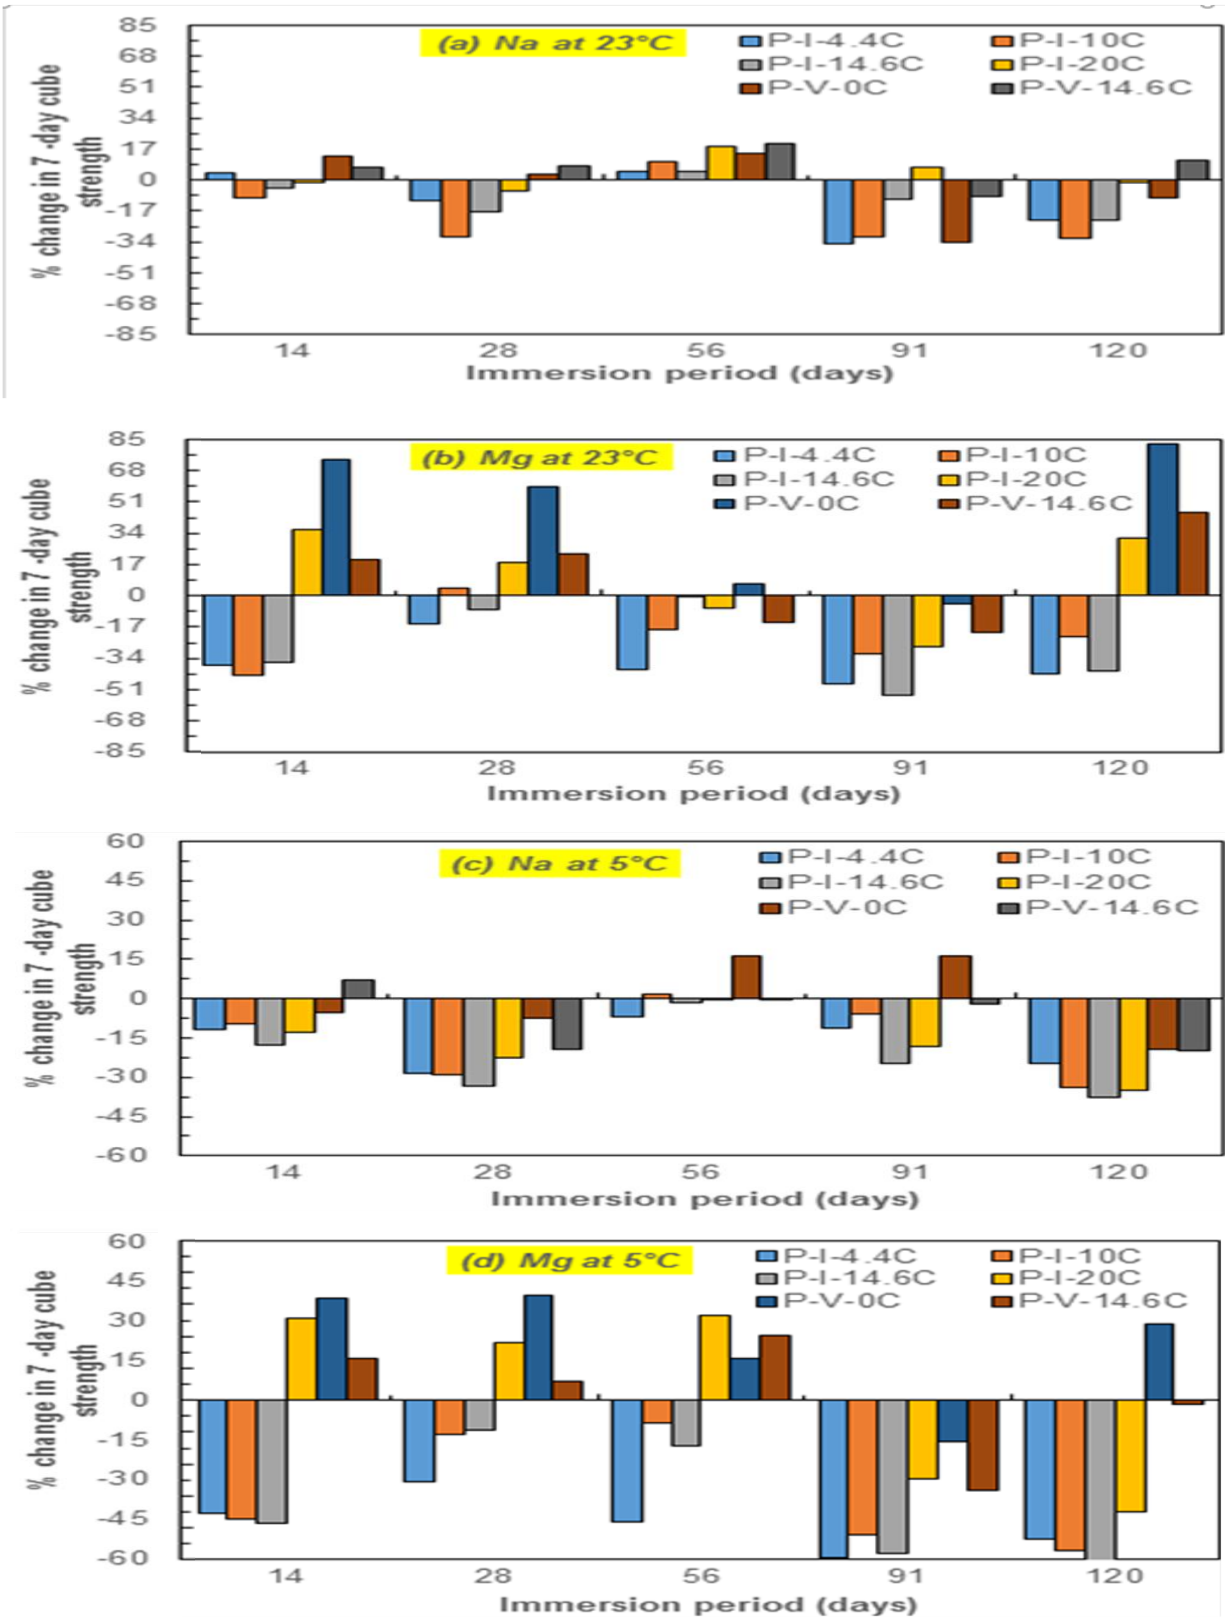 85
(a) Na at 23°C
P-I-4.4C P-I-10C
68
P-I-14.6C P-I-20C
51
P-V-0C P-V-14.6C
34
17
0
-17
-34
-51
-68
-85
% change in 7 -day cube
strength
14 28 56 91 120
Immersion period (days)
85
(b) Mg at 23°C
P-I-4.4C P-I-10C
68
P-I-14.6C P-I-20C
51
P-V-0C P-V-14.6C
34
17
0
-17
-34
-51
-68
-85
% change in 7 -day cube
strength
14 28 56 91 120
Immersion period (days)
60
(c) Na at 5°C
P-I-4.4C P-I-10C
45
P-I-14.6C P-I-20C
P-V-0C P-V-14.6C
30
15
0
-15
-30
-45
-60
% change in 7 -day cube
strength
14 28 56 91 120
Immersion period (days)
60
(d) Mg at 5°C
P-I-4.4C P-I-10C
45
P-I-14.6C P-I-20C
P-V-0C P-V-14.6C
30
15
0
-15
-30
-45
-60
% change in 7 -day cube
strength
14 28 56 91 120
Immersion period (days)